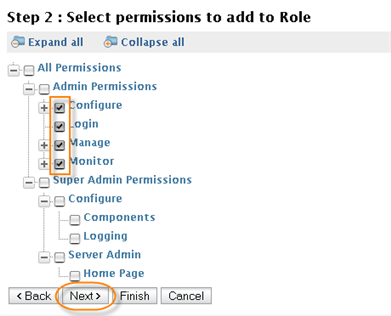 Step 2 : Select permissions to add to Role
Expand all Collapse all
All Permissions
Admin Permissions
Configure
Login
Manage
Monitor
Super Admin Permissions
Configure
Components
Logging
Server Admin
Home Page
< Back Next > Finish Cancel